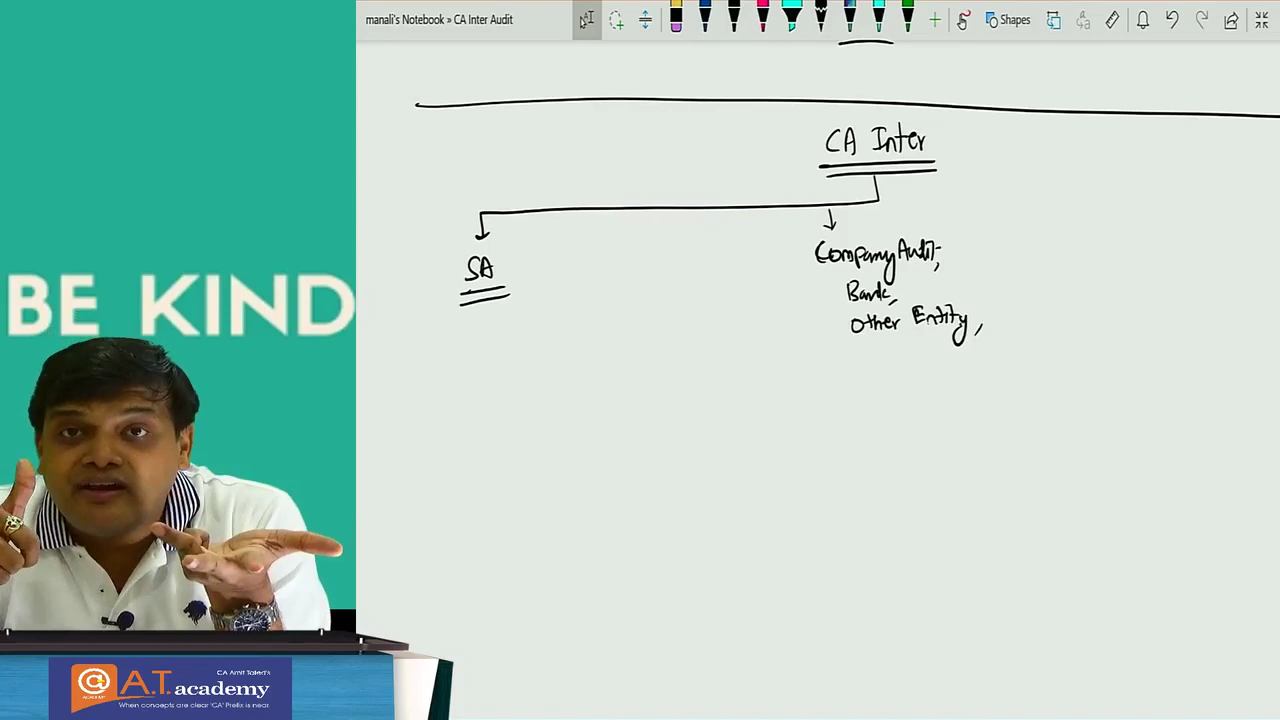 manali's Notebook » CA Inter Audit
Shapes
CA Inter
SA
Company Audit,
Bank,
Other Entity,
BE KIND
CA Amit Tated's
@A.T. academy
ACADEMY
When concepts are clear 'CA' Prefix is near.